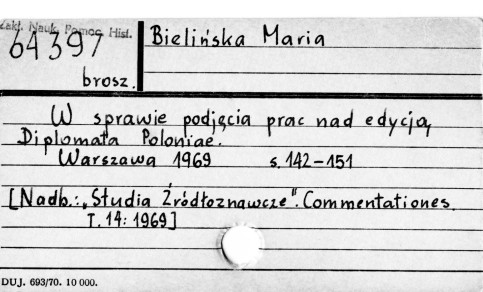 Zakł. Nauk. Pomoc. Hist.
64397
brosz.
Bielińska Maria
W sprawie podjęcia prac nad edycją
Diplomata Poloniae.
Warszawa 1969 s. 142-151
[Nadb.: „Studia Źródłoznawcze". Commentationes
T. 14: 1969]
DUJ. 693/70. 10 000.